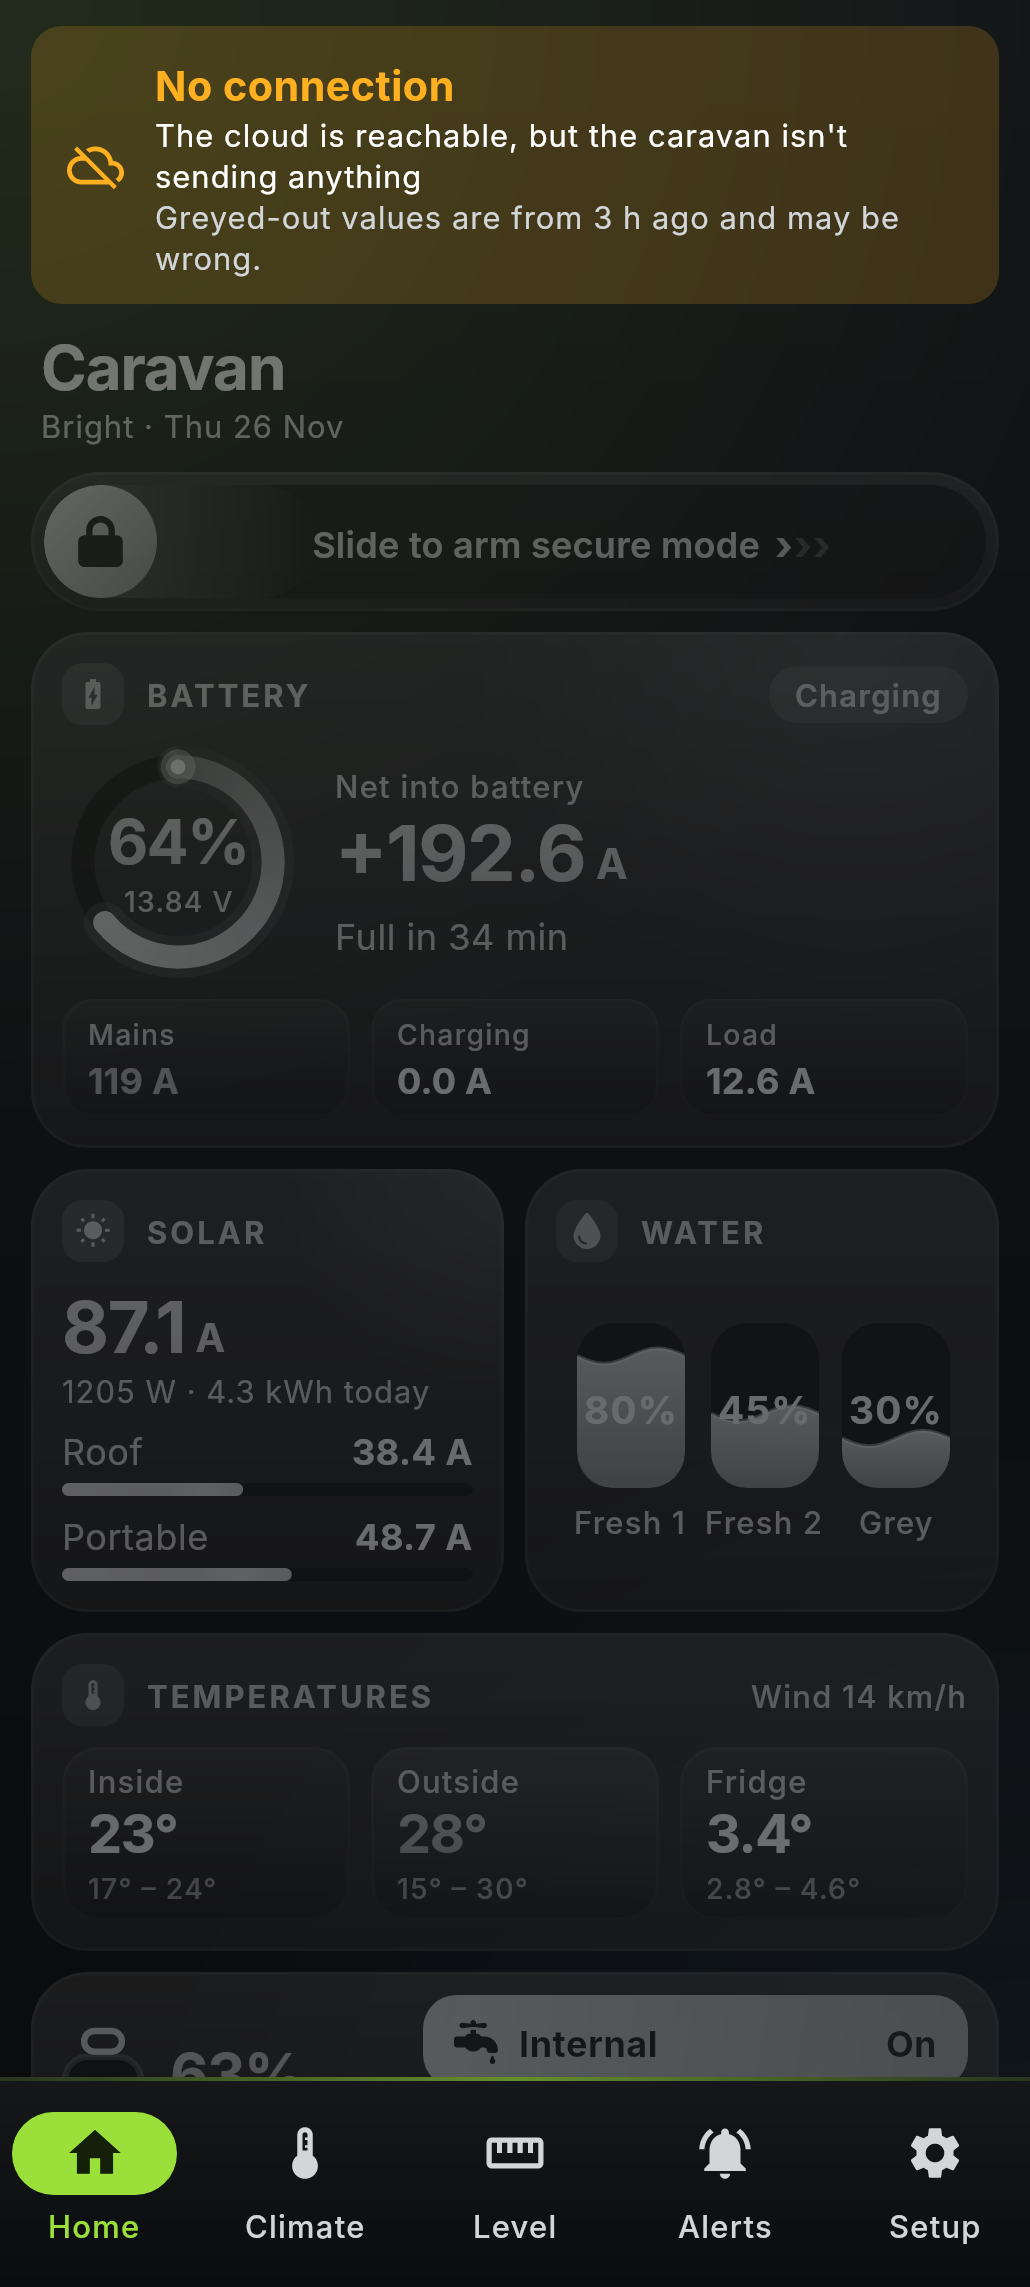 No connection
The cloud is reachable, but the caravan isn't
sending anything
Greyed-out values are from 3 h ago and may be
wrong.
Caravan
Bright · Thu 26 Nov
Slide to arm secure mode ›››
BATTERY
Charging
64%
13.84 V
Net into battery
+192.6 A
Full in 34 min
Mains
119 A
Charging
0.0 A
Load
12.6 A
SOLAR
87.1 A
1205 W · 4.3 kWh today
Roof 38.4 A
Portable 48.7 A
WATER
80% 45% 30%
Fresh 1 Fresh 2 Grey
TEMPERATURES
Wind 14 km/h
Inside
23°
17° – 24°
Outside
28°
15° – 30°
Fridge
3.4°
2.8° – 4.6°
63%
Internal On
Home Climate Level Alerts Setup